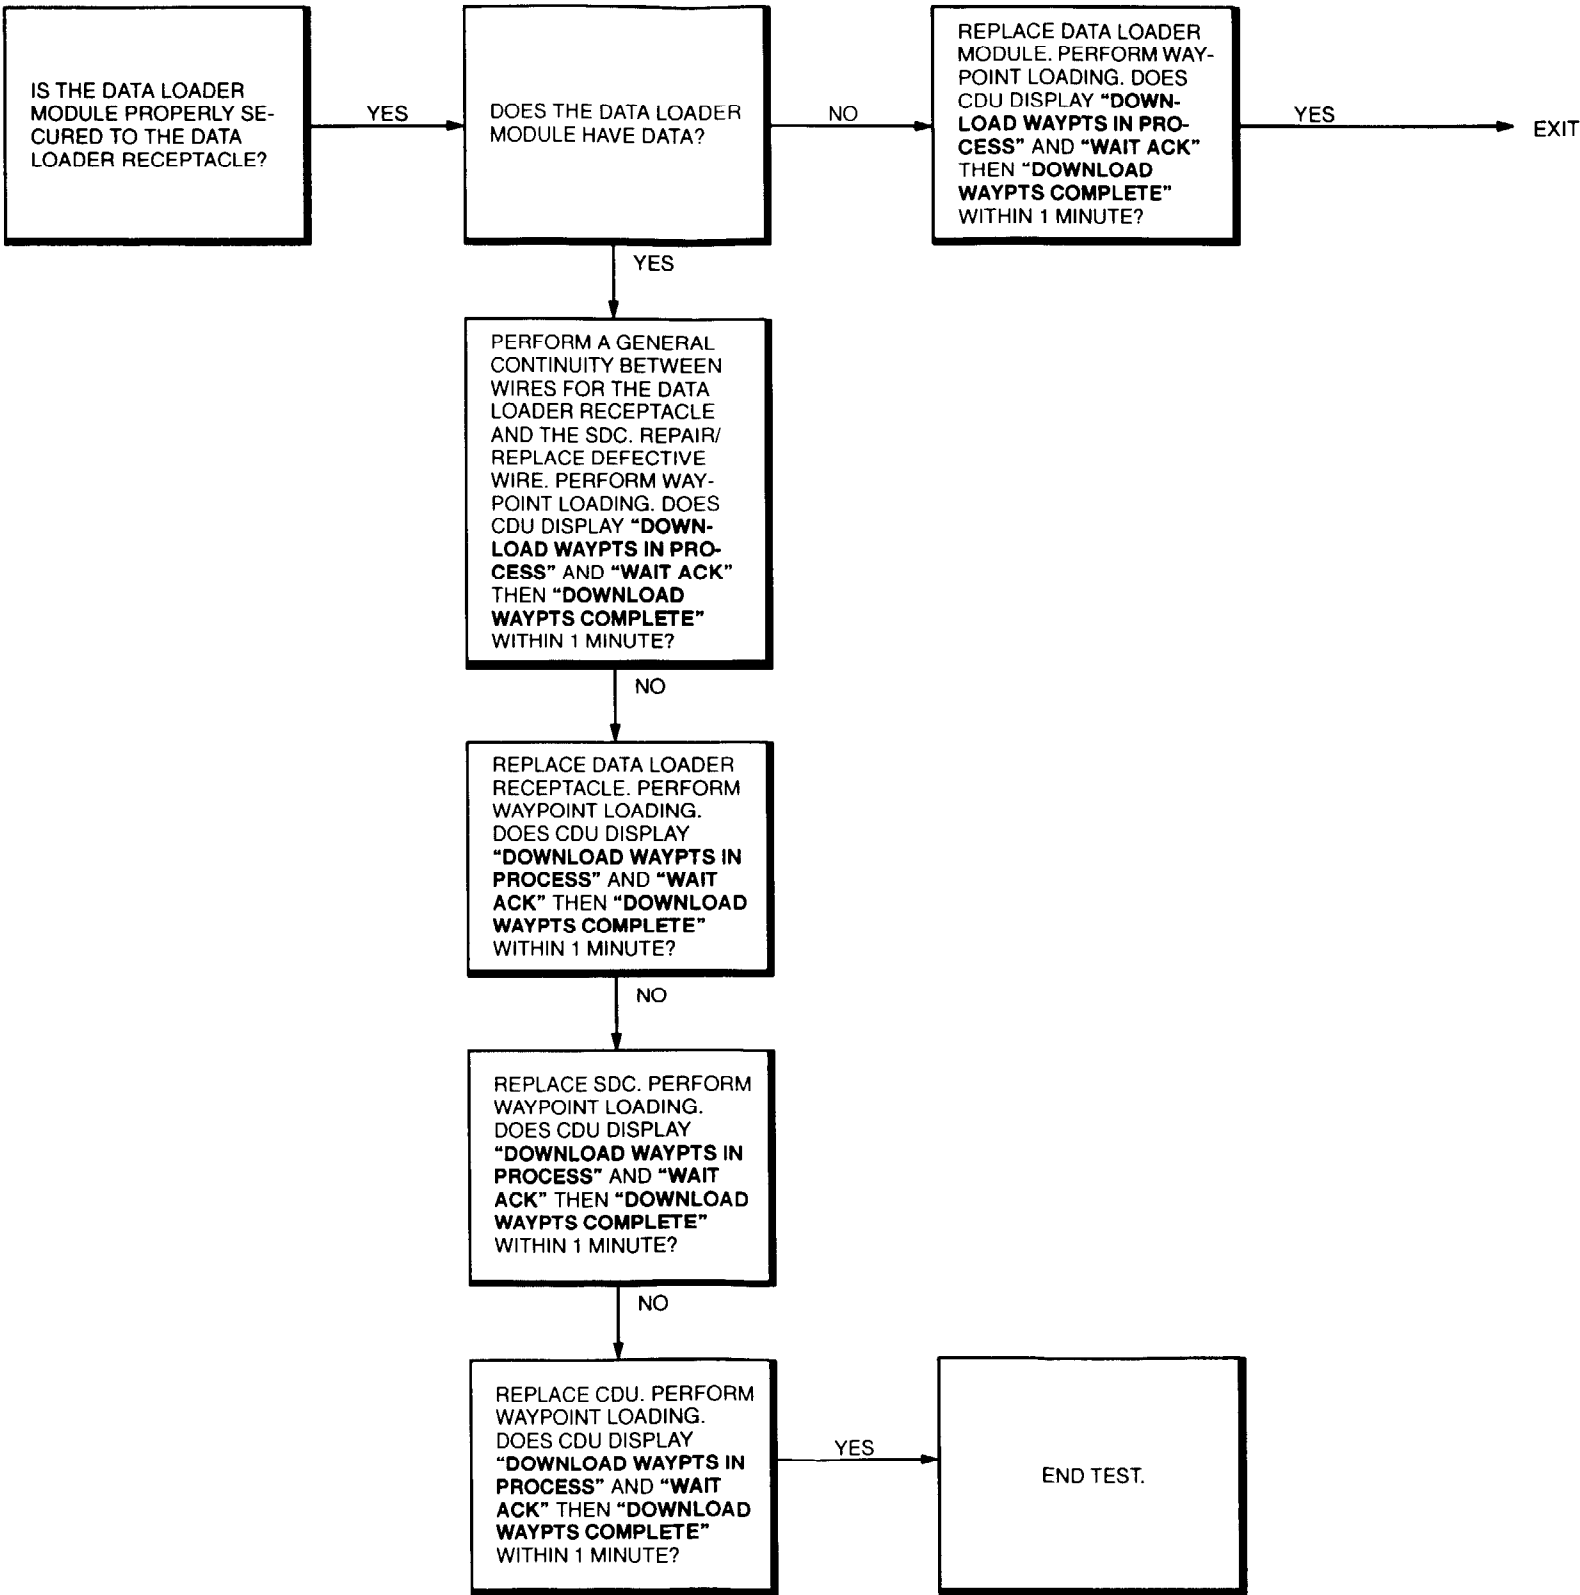 IS THE DATA LOADER
MODULE PROPERLY SE-
CURED TO THE DATA
LOADER RECEPTACLE?
YES
DOES THE DATA LOADER
MODULE HAVE DATA?
NO
REPLACE DATA LOADER
MODULE. PERFORM WAY-
POINT LOADING. DOES
CDU DISPLAY “DOWN-
LOAD WAYPTS IN PRO-
CESS” AND “WAIT ACK”
THEN “DOWNLOAD
WAYPTS COMPLETE”
WITHIN 1 MINUTE?
YES
EXIT
YES
PERFORM A GENERAL
CONTINUITY BETWEEN
WIRES FOR THE DATA
LOADER RECEPTACLE
AND THE SDC. REPAIR/
REPLACE DEFECTIVE
WIRE. PERFORM WAY-
POINT LOADING. DOES
CDU DISPLAY “DOWN-
LOAD WAYPTS IN PRO-
CESS” AND “WAIT ACK”
THEN “DOWNLOAD
WAYPTS COMPLETE”
WITHIN 1 MINUTE?
NO
REPLACE DATA LOADER
RECEPTACLE. PERFORM
WAYPOINT LOADING.
DOES CDU DISPLAY
“DOWNLOAD WAYPTS IN
PROCESS” AND “WAIT
ACK” THEN “DOWNLOAD
WAYPTS COMPLETE”
WITHIN 1 MINUTE?
NO
REPLACE SDC. PERFORM
WAYPOINT LOADING.
DOES CDU DISPLAY
“DOWNLOAD WAYPTS IN
PROCESS” AND “WAIT
ACK” THEN “DOWNLOAD
WAYPTS COMPLETE”
WITHIN 1 MINUTE?
NO
REPLACE CDU. PERFORM
WAYPOINT LOADING.
DOES CDU DISPLAY
“DOWNLOAD WAYPTS IN
PROCESS” AND “WAIT
ACK” THEN “DOWNLOAD
WAYPTS COMPLETE”
WITHIN 1 MINUTE?
YES
END TEST.